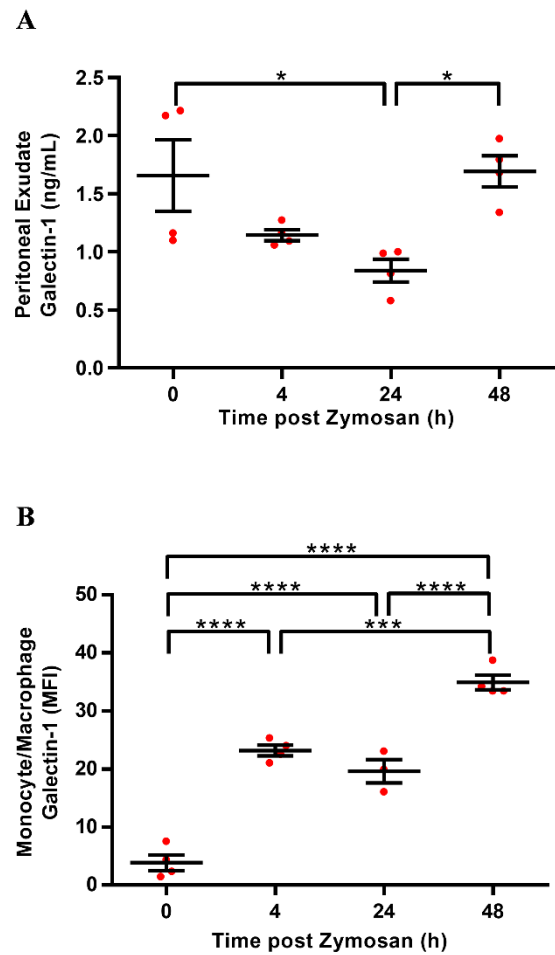 A
* *
2.5
2.0
1.5
1.0
0.5
0.0
Peritoneal Exudate
Galectin-1 (ng/mL)
0 4 24 48
Time post Zymosan (h)
B
****
**** ****
**** ***
50
40
30
20
10
0
Monocyte/Macrophage
Galectin-1 (MFI)
0 4 24 48
Time post Zymosan (h)